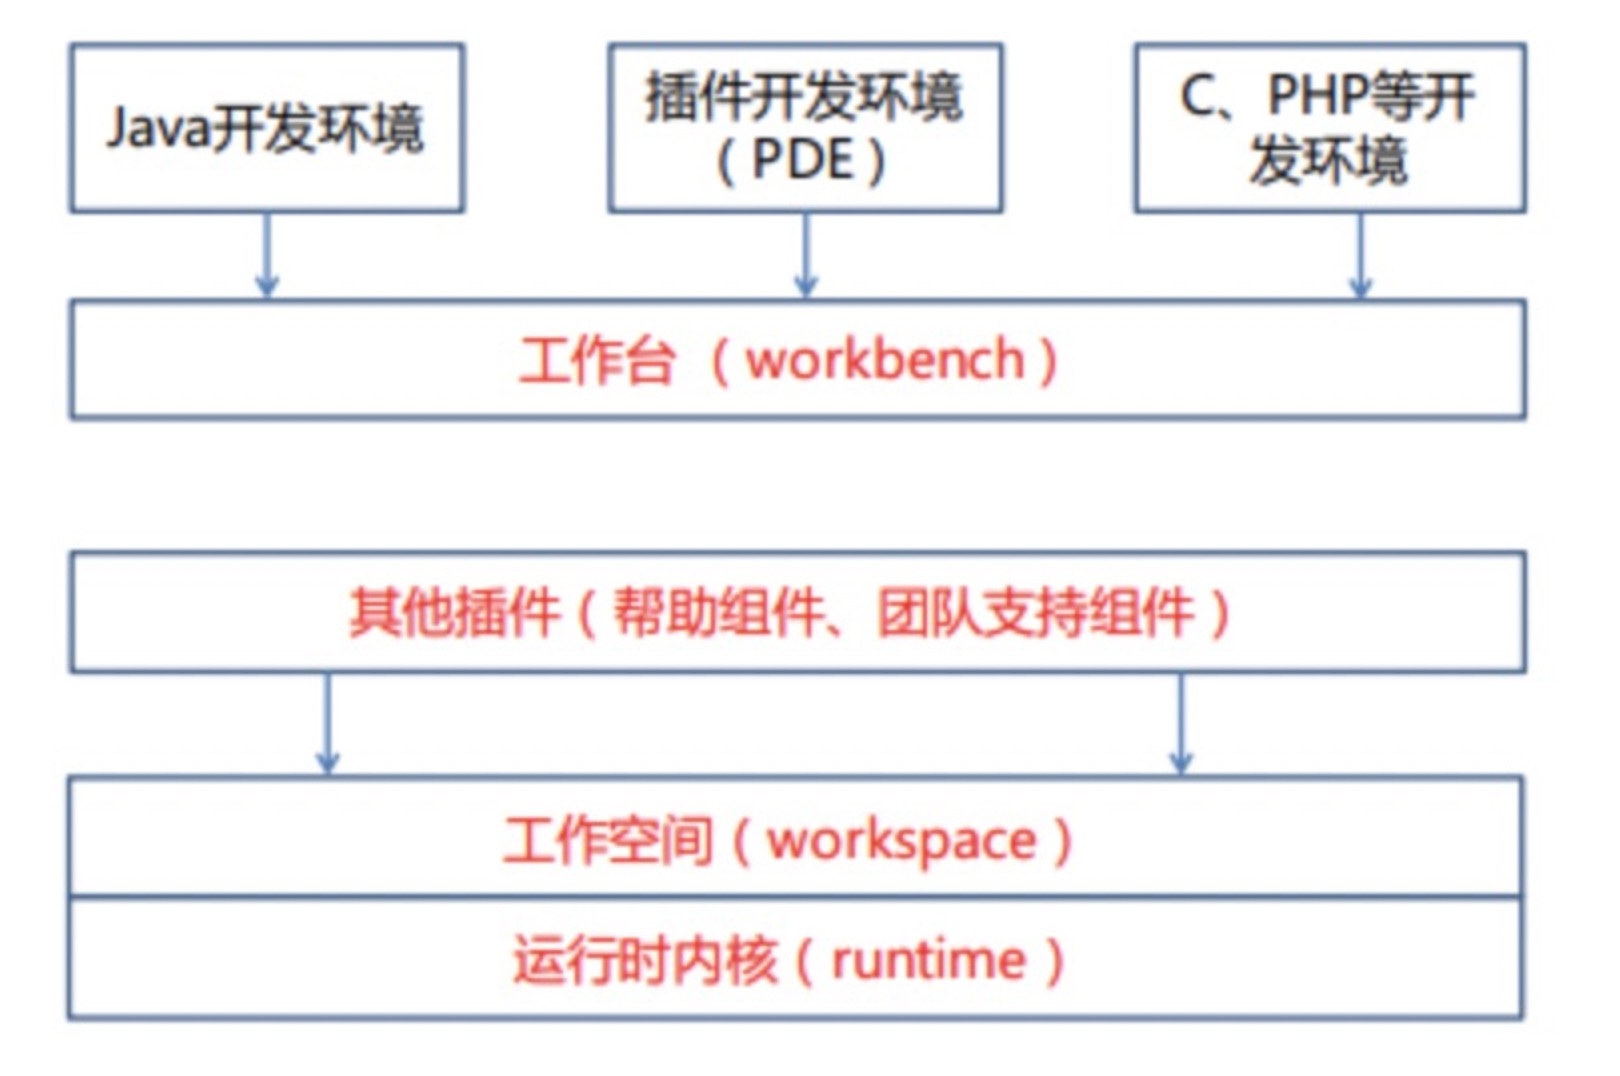 Java开发环境
插件开发环境
（PDE）
C、PHP等开
发环境
工作台 （workbench）
其他插件（帮助组件、团队支持组件）
工作空间（workspace）
运行时内核（runtime）